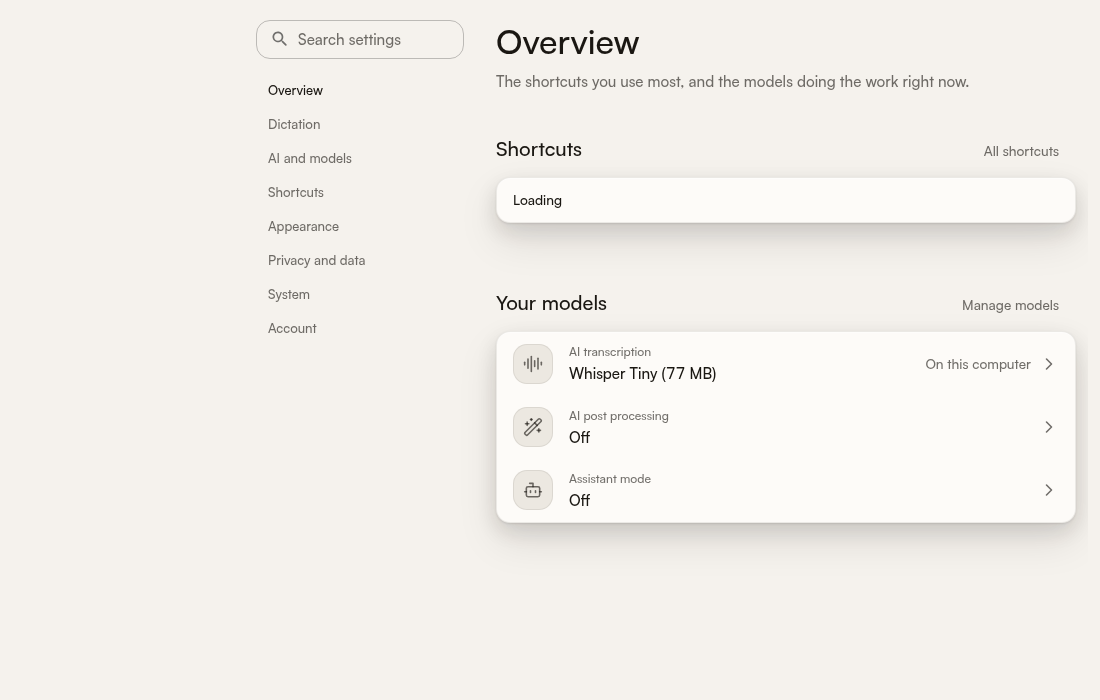 Search settings
Overview
Dictation
AI and models
Shortcuts
Appearance
Privacy and data
System
Account
Overview
The shortcuts you use most, and the models doing the work right now.
Shortcuts
All shortcuts
Loading
Your models
Manage models
AI transcription
Whisper Tiny (77 MB)
On this computer
AI post processing
Off
Assistant mode
Off